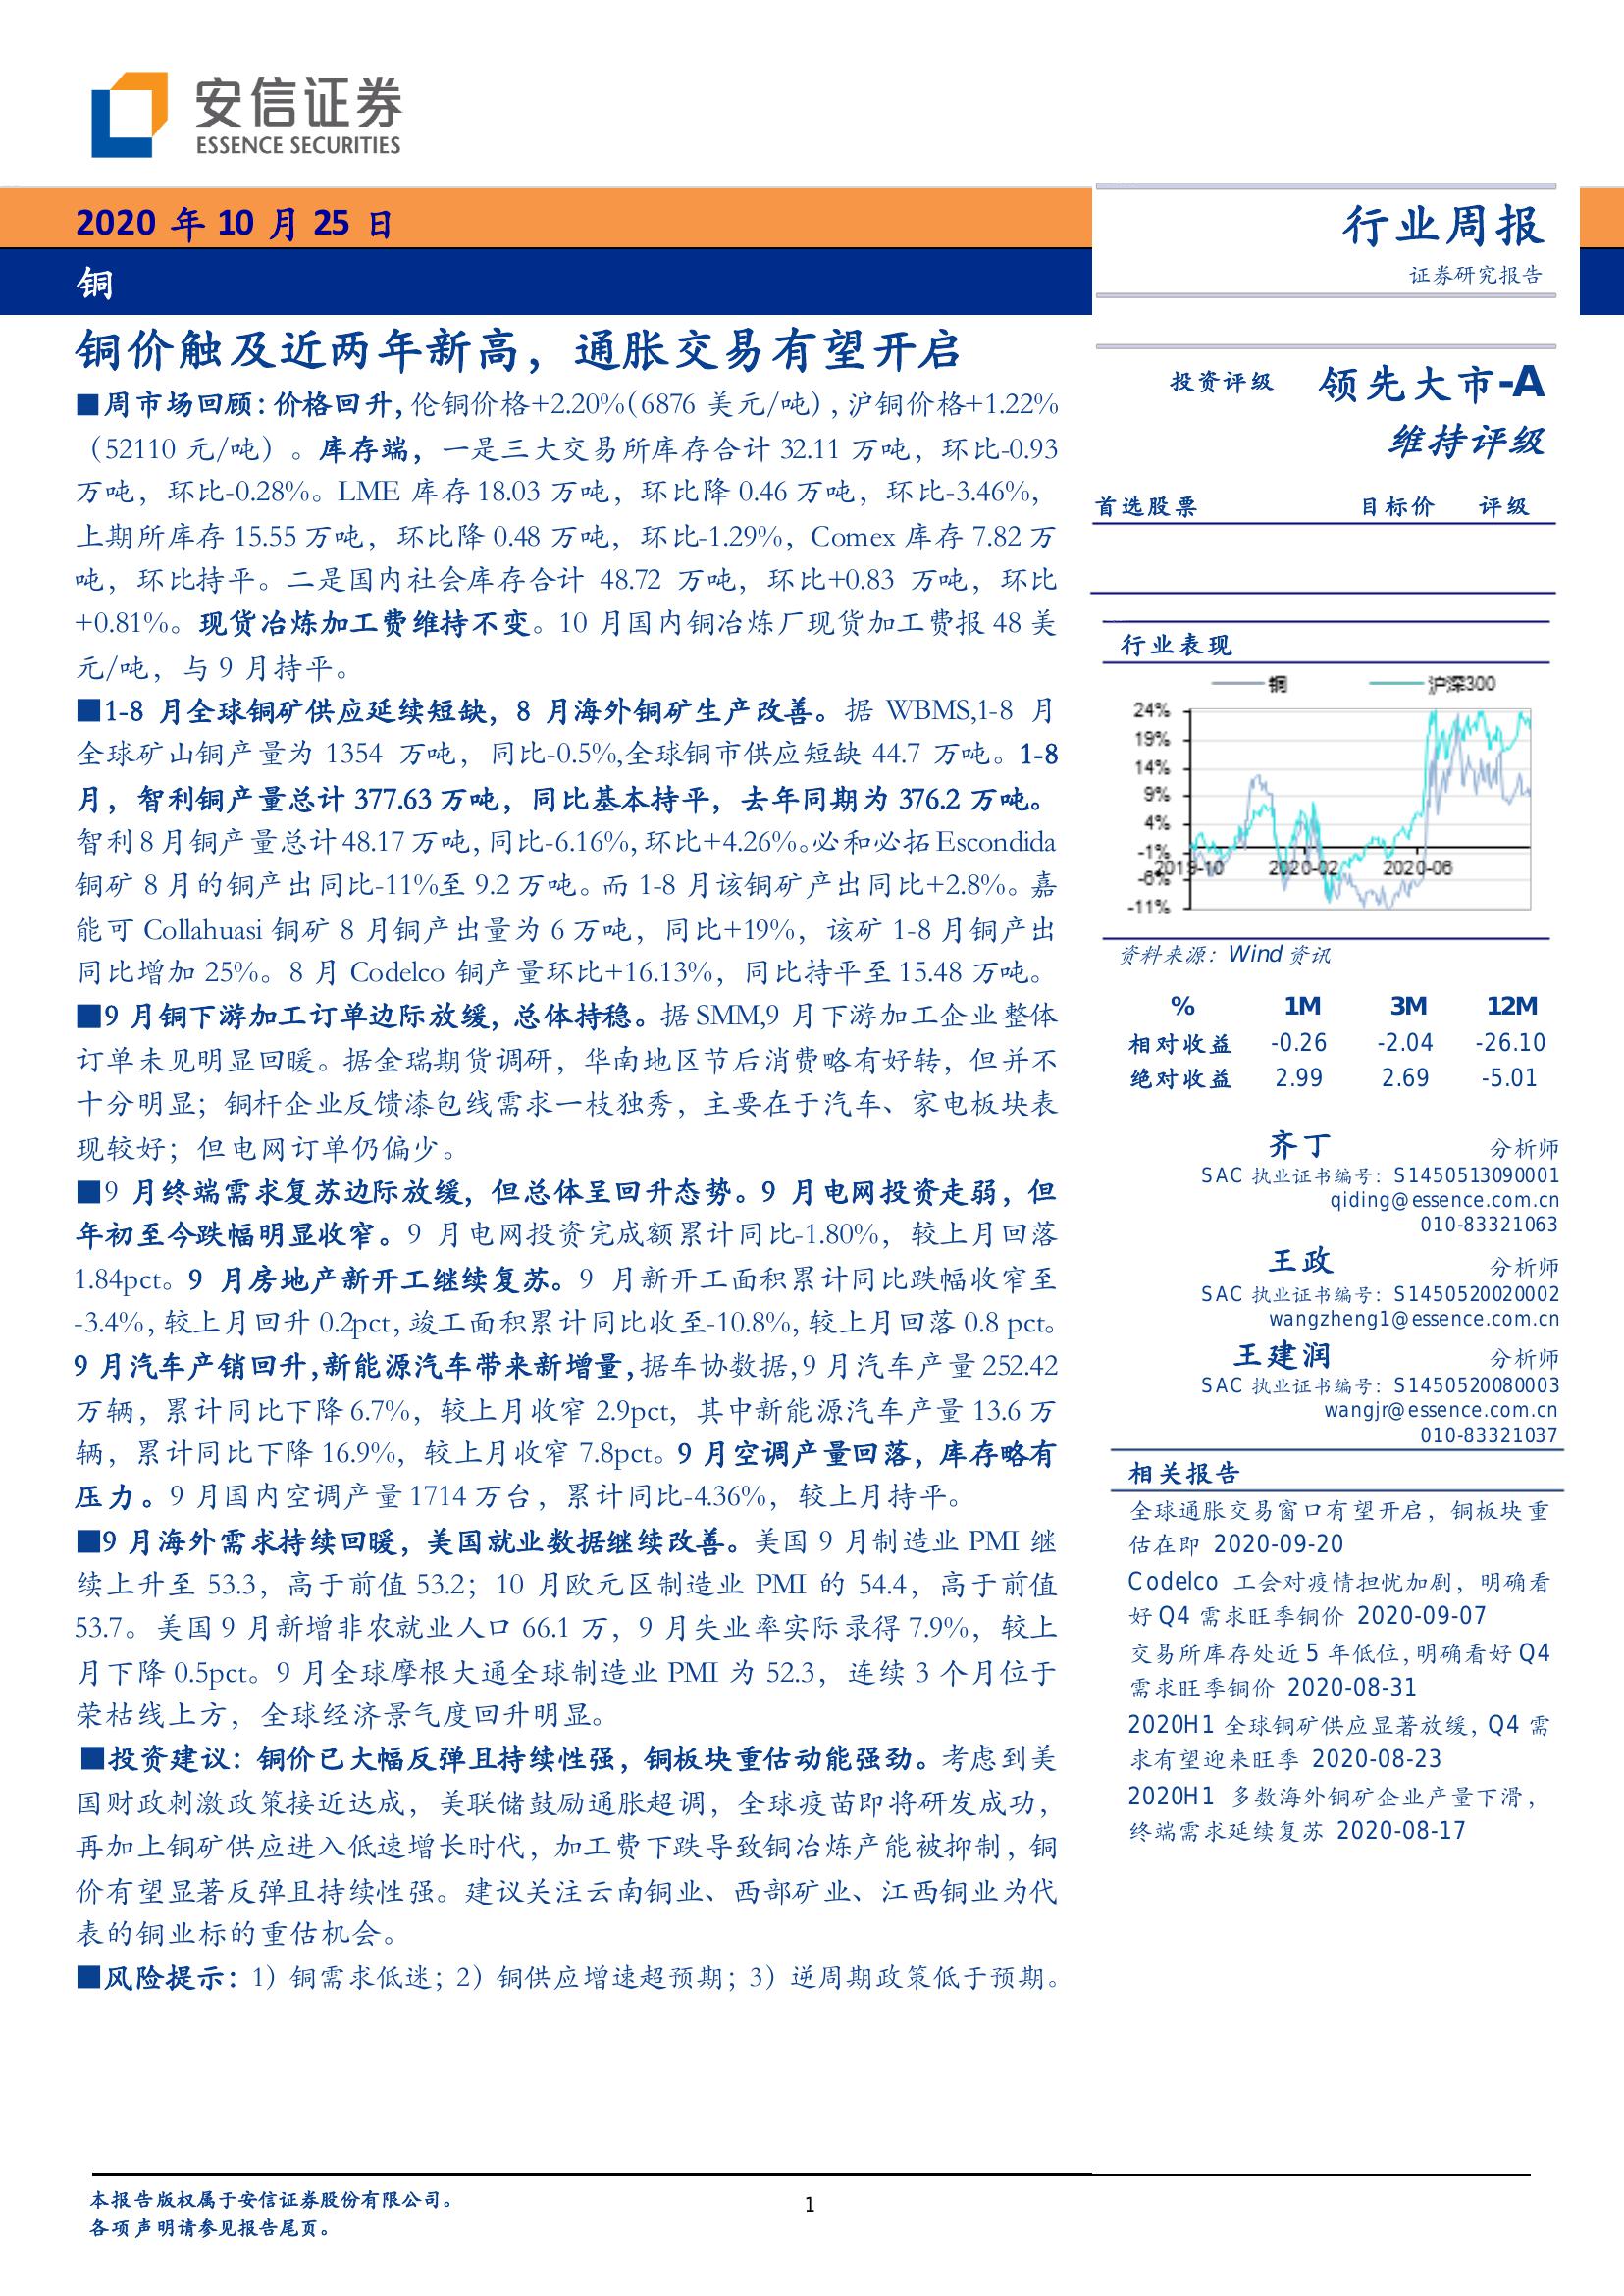 安信证券
ESSENCE SECURITIES
2020 年 10 月 25 日
铜
铜价触及近两年新高，通胀交易有望开启
■周市场回顾：价格回升，伦铜价格+2.20%（6876 美元/吨），沪铜价格+1.22%
（52110 元/吨）。库存端，一是三大交易所库存合计 32.11 万吨，环比-0.93
万吨，环比-0.28%。LME 库存 18.03 万吨，环比降 0.46 万吨，环比-3.46%，
上期所库存 15.55 万吨，环比降 0.48 万吨，环比-1.29%，Comex 库存 7.82 万
吨，环比持平。二是国内社会库存合计 48.72 万吨，环比+0.83 万吨，环比
+0.81%。现货冶炼加工费维持不变。10 月国内铜冶炼厂现货加工费报 48 美
元/吨，与 9 月持平。
■1-8 月全球铜矿供应延续短缺，8 月海外铜矿生产改善。据 WBMS,1-8 月
全球矿山铜产量为 1354 万吨，同比-0.5%,全球铜市供应短缺 44.7 万吨。1-8
月，智利铜产量总计 377.63 万吨，同比基本持平，去年同期为 376.2 万吨。
智利 8 月铜产量总计 48.17 万吨，同比-6.16%，环比+4.26%。必和必拓 Escondida
铜矿 8 月的铜产出同比-11%至 9.2 万吨。而 1-8 月该铜矿产出同比+2.8%。嘉
能可 Collahuasi 铜矿 8 月铜产出量为 6 万吨，同比+19%，该矿 1-8 月铜产出
同比增加 25%。8 月 Codelco 铜产量环比+16.13%，同比持平至 15.48 万吨。
■9 月铜下游加工订单边际放缓，总体持稳。据 SMM,9 月下游加工企业整体
订单未见明显回暖。据金瑞期货调研，华南地区节后消费略有好转，但并不
十分明显；铜杆企业反馈漆包线需求一枝独秀，主要在于汽车、家电板块表
现较好；但电网订单仍偏少。
■9 月终端需求复苏边际放缓，但总体呈回升态势。9 月电网投资走弱，但
年初至今跌幅明显收窄。9 月电网投资完成额累计同比-1.80%，较上月回落
1.84pct。9 月房地产新开工继续复苏。9 月新开工面积累计同比跌幅收窄至
-3.4%，较上月回升 0.2pct，竣工面积累计同比收至-10.8%，较上月回落 0.8 pct。
9 月汽车产销回升，新能源汽车带来新增量，据车协数据，9 月汽车产量 252.42
万辆，累计同比下降 6.7%，较上月收窄 2.9pct, 其中新能源汽车产量 13.6 万
辆，累计同比下降 16.9%，较上月收窄 7.8pct。9 月空调产量回落，库存略有
压力。9 月国内空调产量 1714 万台，累计同比-4.36%，较上月持平。
■9 月海外需求持续回暖，美国就业数据继续改善。美国 9 月制造业 PMI 继
续上升至 53.3，高于前值 53.2；10 月欧元区制造业 PMI 的 54.4，高于前值
53.7。美国 9 月新增非农就业人口 66.1 万，9 月失业率实际录得 7.9%，较上
月下降 0.5pct。9 月全球摩根大通全球制造业 PMI 为 52.3，连续 3 个月位于
荣枯线上方，全球经济景气度回升明显。
■投资建议：铜价已大幅反弹且持续性强，铜板块重估动能强劲。考虑到美
国财政刺激政策接近达成，美联储鼓励通胀超调，全球疫苗即将研发成功，
再加上铜矿供应进入低速增长时代，加工费下跌导致铜冶炼产能被抑制，铜
价有望显著反弹且持续性强。建议关注云南铜业、西部矿业、江西铜业为代
表的铜业标的重估机会。
■风险提示：1）铜需求低迷；2）铜供应增速超预期；3）逆周期政策低于预期。
行业周报
证券研究报告
投资评级 领先大市-A
维持评级
首选股票 目标价 评级
行业表现
铜 沪深300
24%
19%
14%
9%
4%
-1%
-6%
-11%
2019-10 2020-02 2020-06
资料来源：Wind 资讯
% 1M 3M 12M
相对收益 -0.26 -2.04 -26.10
绝对收益 2.99 2.69 -5.01
齐丁 分析师
SAC 执业证书编号：S1450513090001
qiding@essence.com.cn
010-83321063
王政 分析师
SAC 执业证书编号：S1450520020002
wangzheng1@essence.com.cn
王建润 分析师
SAC 执业证书编号：S1450520080003
wangjr@essence.com.cn
010-83321037
相关报告
全球通胀交易窗口有望开启，铜板块重
估在即 2020-09-20
Codelco 工会对疫情担忧加剧，明确看
好 Q4 需求旺季铜价 2020-09-07
交易所库存处近 5 年低位，明确看好 Q4
需求旺季铜价 2020-08-31
2020H1 全球铜矿供应显著放缓，Q4 需
求有望迎来旺季 2020-08-23
2020H1 多数海外铜矿企业产量下滑，
终端需求延续复苏 2020-08-17
本报告版权属于安信证券股份有限公司。
各项声明请参见报告尾页。
1